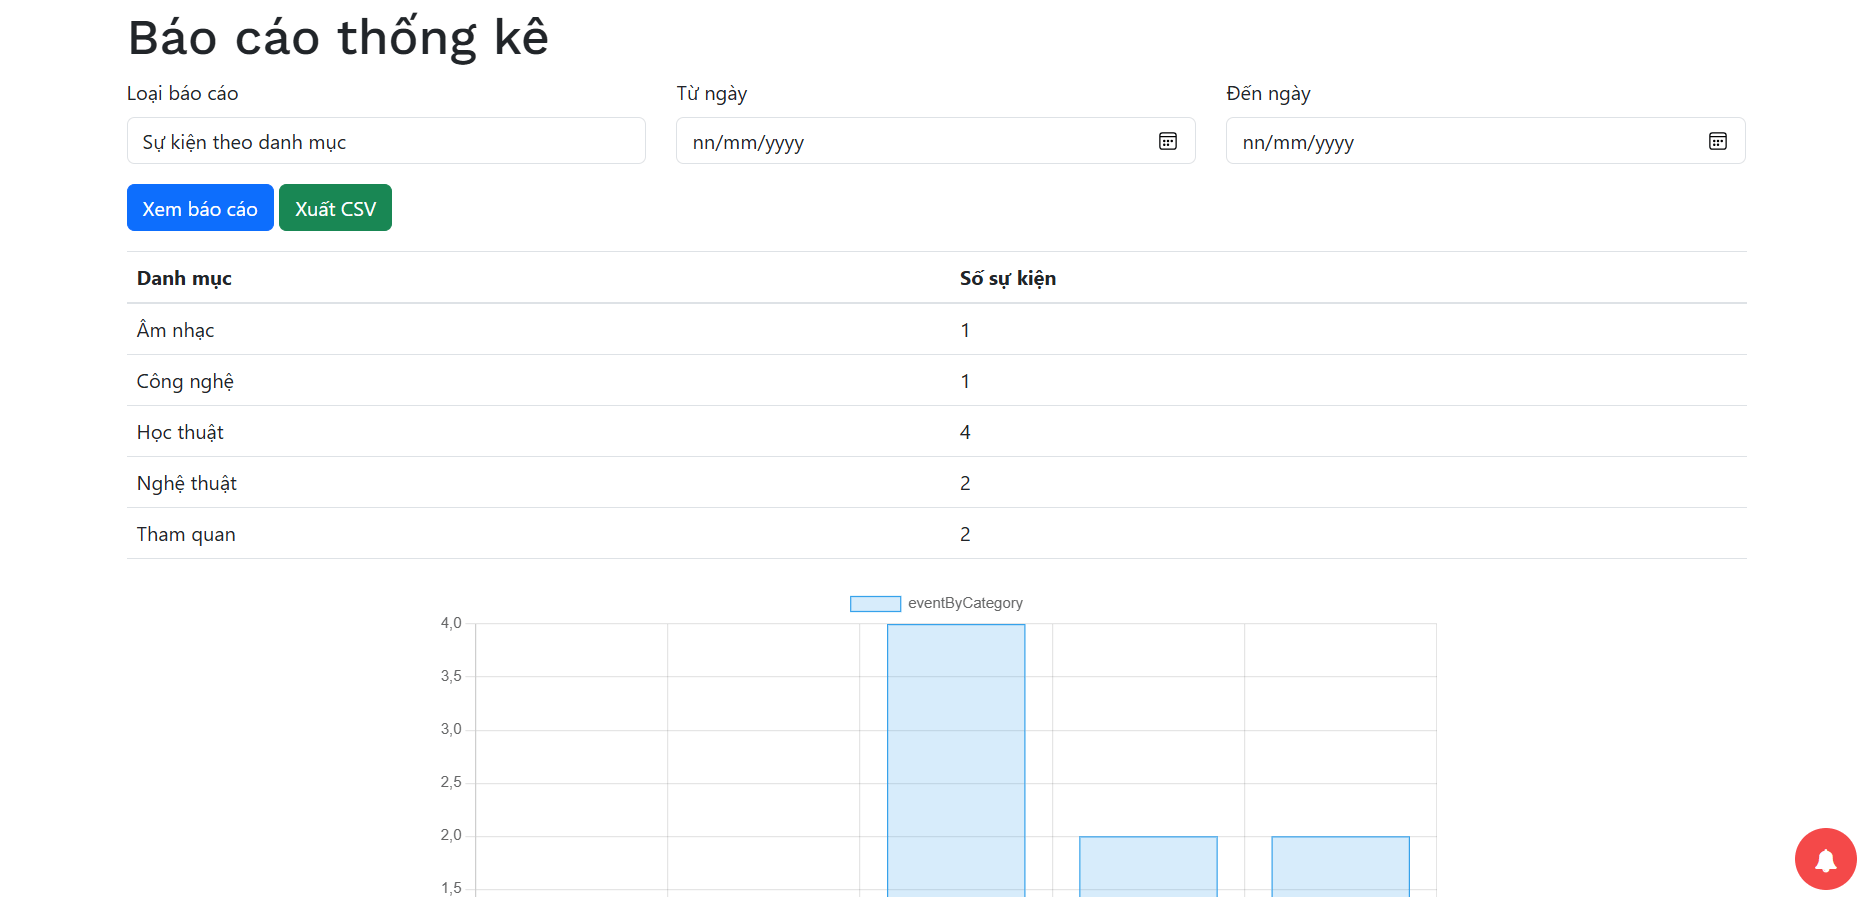 Báo cáo thống kê
Loại báo cáo Từ ngày Đến ngày
Sự kiện theo danh mục nn/mm/yyyy nn/mm/yyyy
Xem báo cáo Xuất CSV
Danh mục Số sự kiện
Âm nhạc 1
Công nghệ 1
Học thuật 4
Nghệ thuật 2
Tham quan 2
eventByCategory
4,0
3,5
3,0
2,5
2,0
1,5